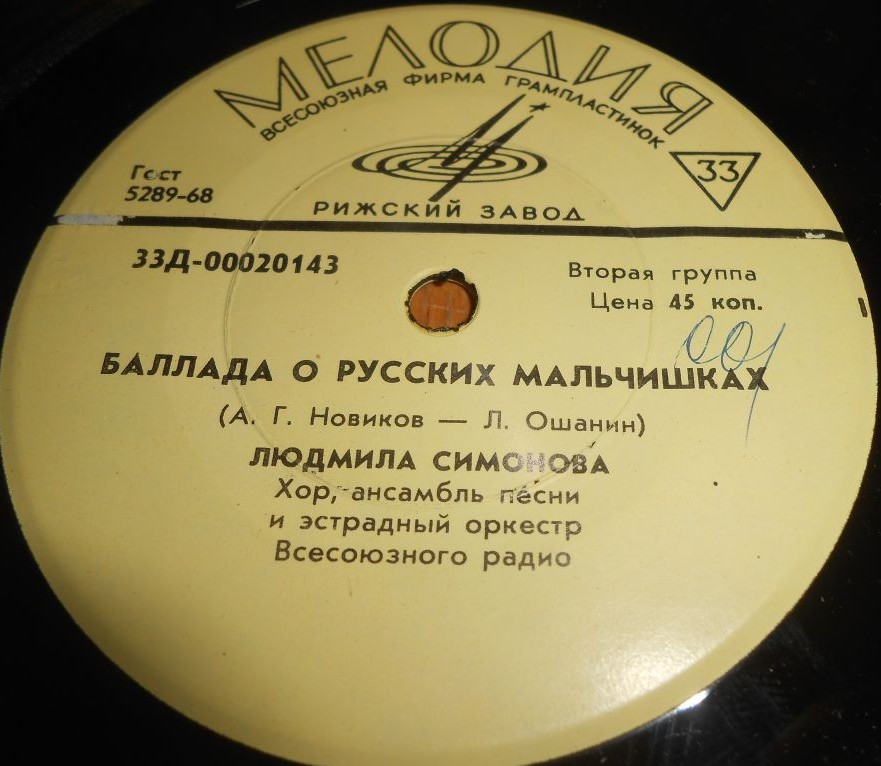 МЕЛОДИЯ
ВСЕСОЮЗНАЯ ФИРМА ГРАМПЛАСТИНОК
Гост
5289-68
33
РИЖСКИЙ ЗАВОД
33Д-00020143
Вторая группа
Цена 45 коп.
001
БАЛЛАДА О РУССКИХ МАЛЬЧИШКАХ
(А. Г. Новиков — Л. Ошанин)
ЛЮДМИЛА СИМОНОВА
Хор, ансамбль песни
и эстрадный оркестр
Всесоюзного радио